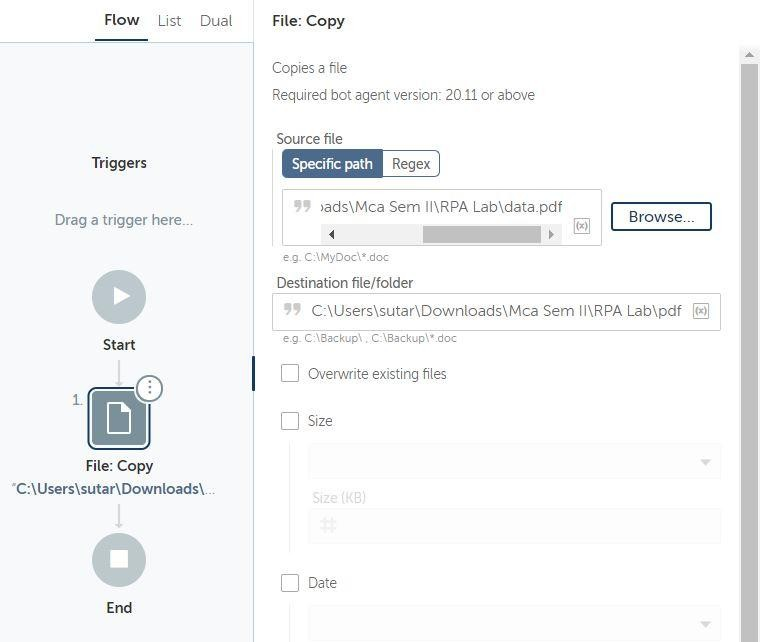 Flow List Dual
File: Copy
Copies a file
Required bot agent version: 20.11 or above
Triggers
Drag a trigger here...
Start
1.
File: Copy
"C:\Users\sutar\Downloads\...
End
Source file
Specific path Regex
oads\Mca Sem II\RPA Lab\data.pdf
(x)
Browse...
e.g. C:\MyDoc\*.doc
Destination file/folder
C:\Users\sutar\Downloads\Mca Sem II\RPA Lab\pdf
(x)
e.g. C:\Backup\ , C:\Backup\*.doc
Overwrite existing files
Size
Size (KB)
Date